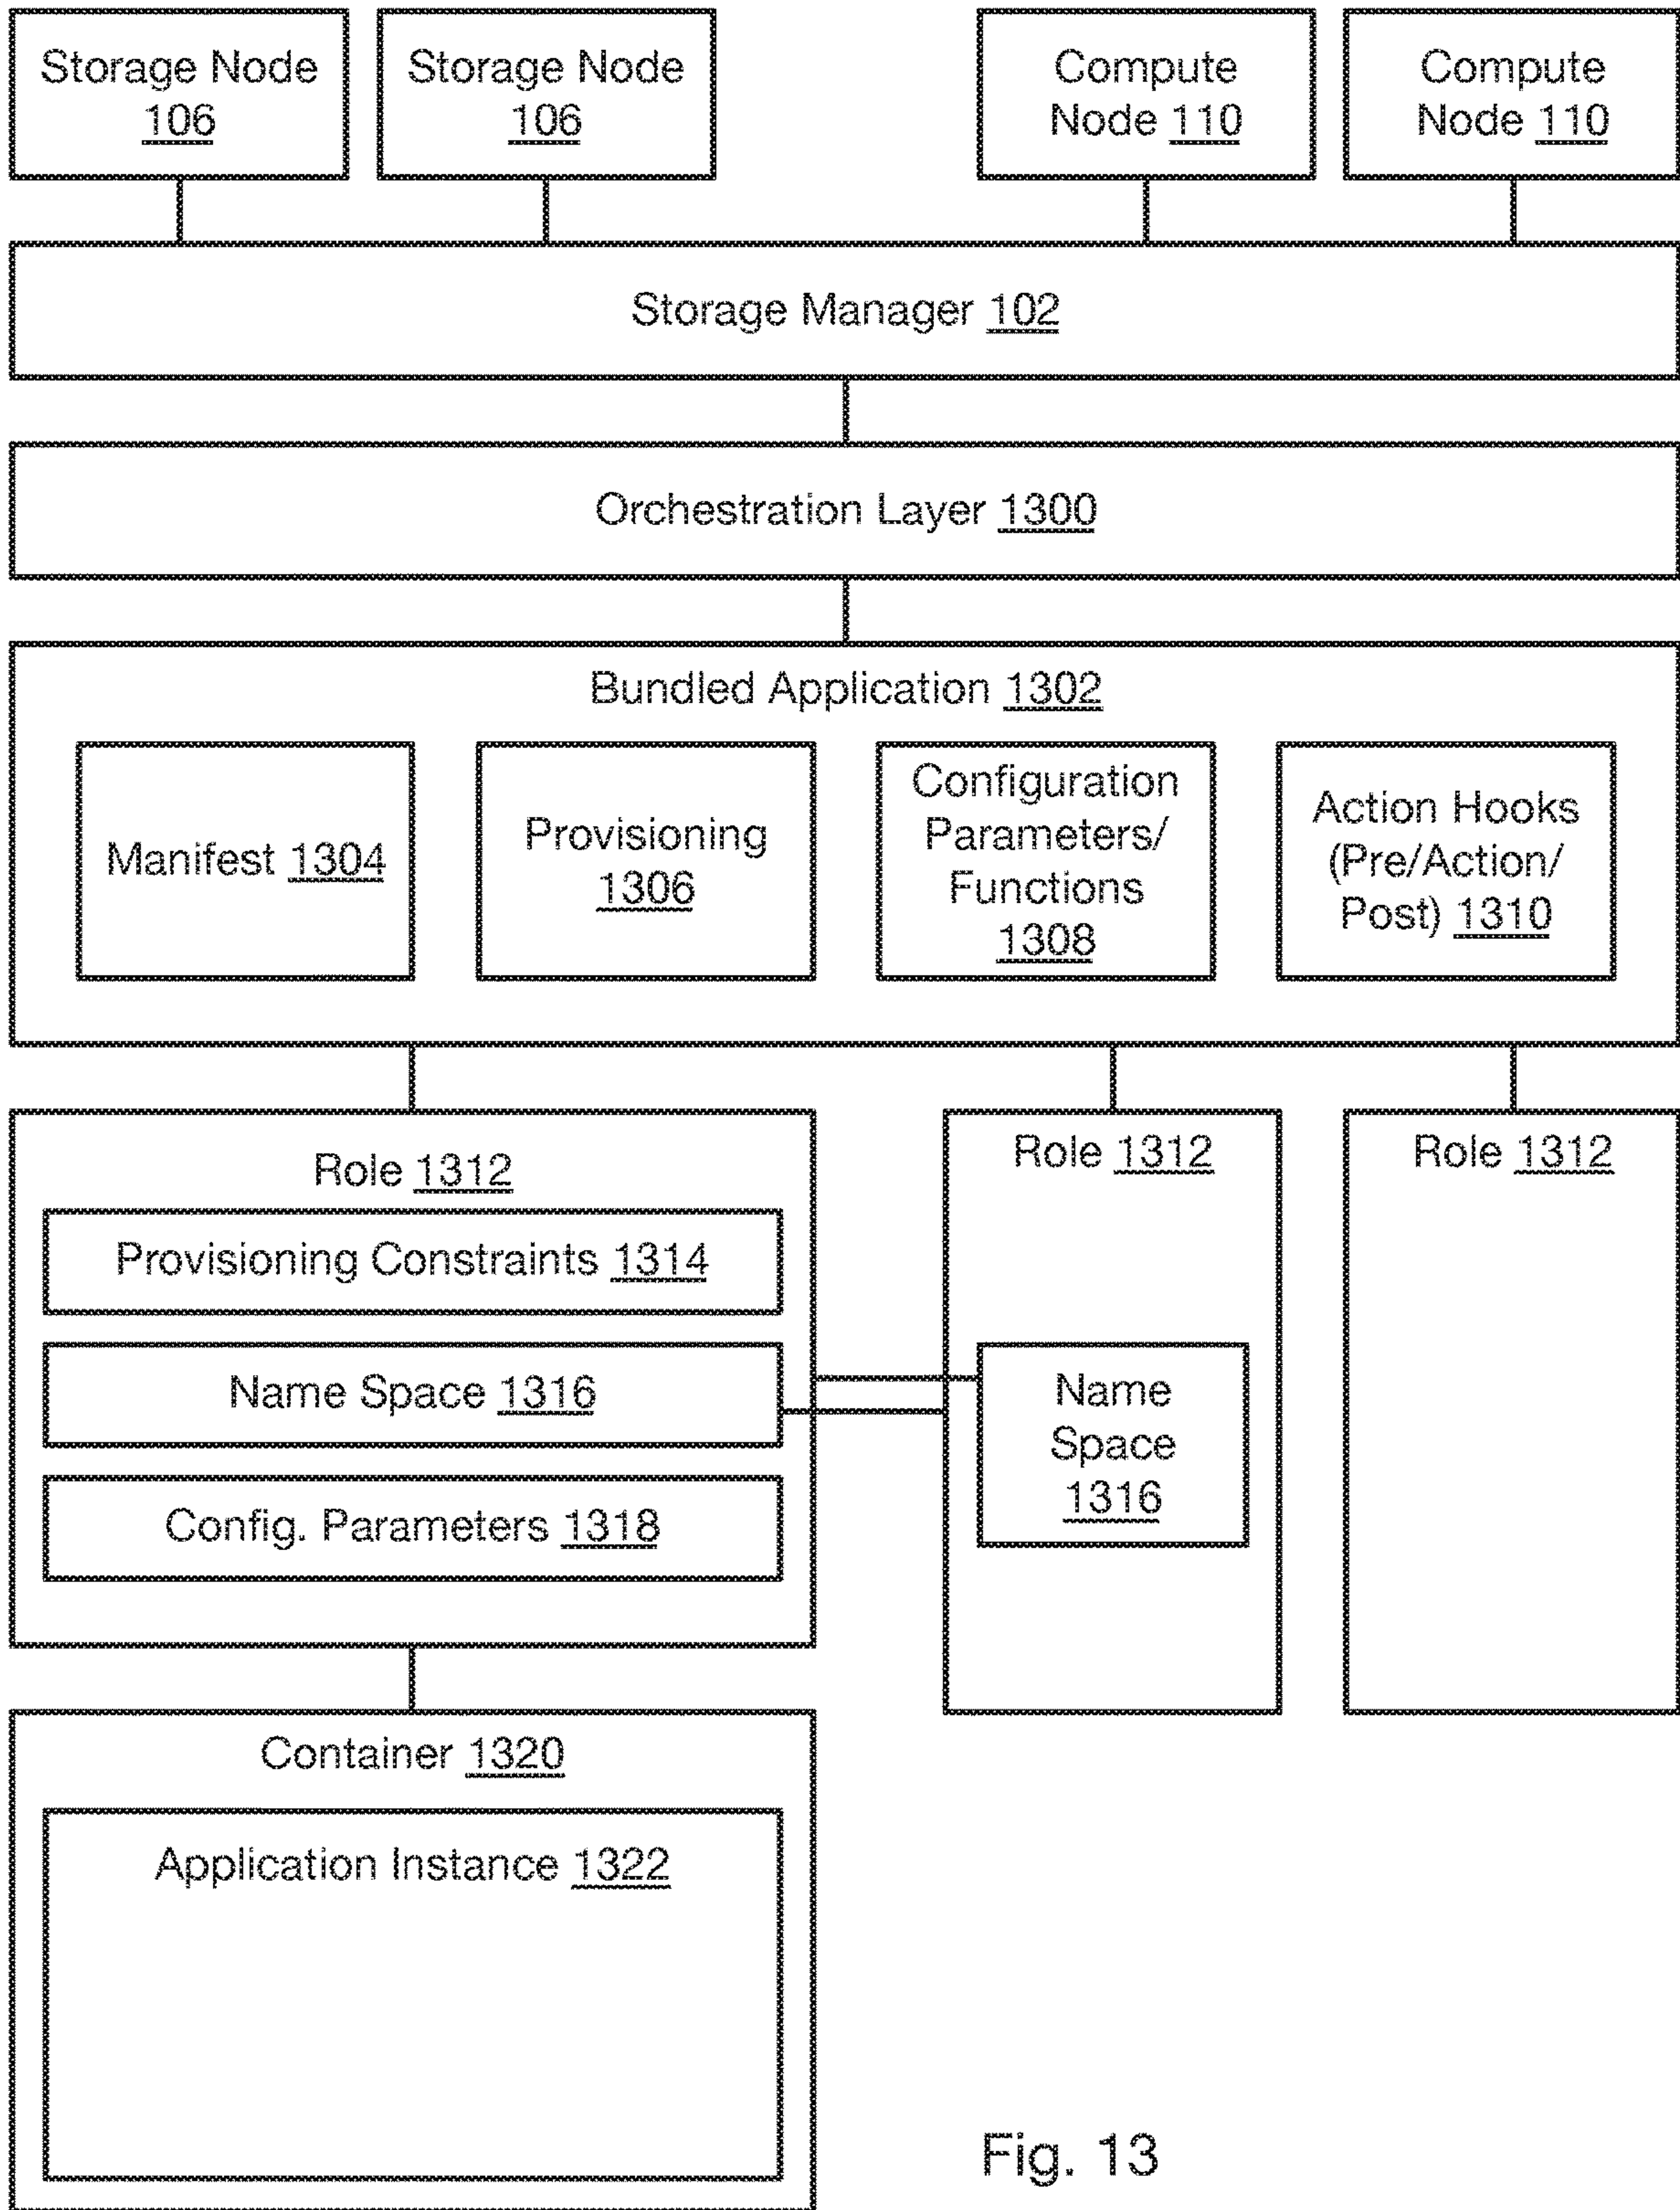 Storage Node
106
Storage Node
106
Compute
Node 110
Compute
Node 110
Storage Manager 102
Orchestration Layer 1300
Bundled Application 1302
Manifest 1304
Provisioning
1306
Configuration
Parameters/
Functions
1308
Action Hooks
(Pre/Action/
Post) 1310
Role 1312
Provisioning Constraints 1314
Name Space 1316
Config. Parameters 1318
Role 1312
Name
Space
1316
Role 1312
Container 1320
Application Instance 1322
Fig. 13